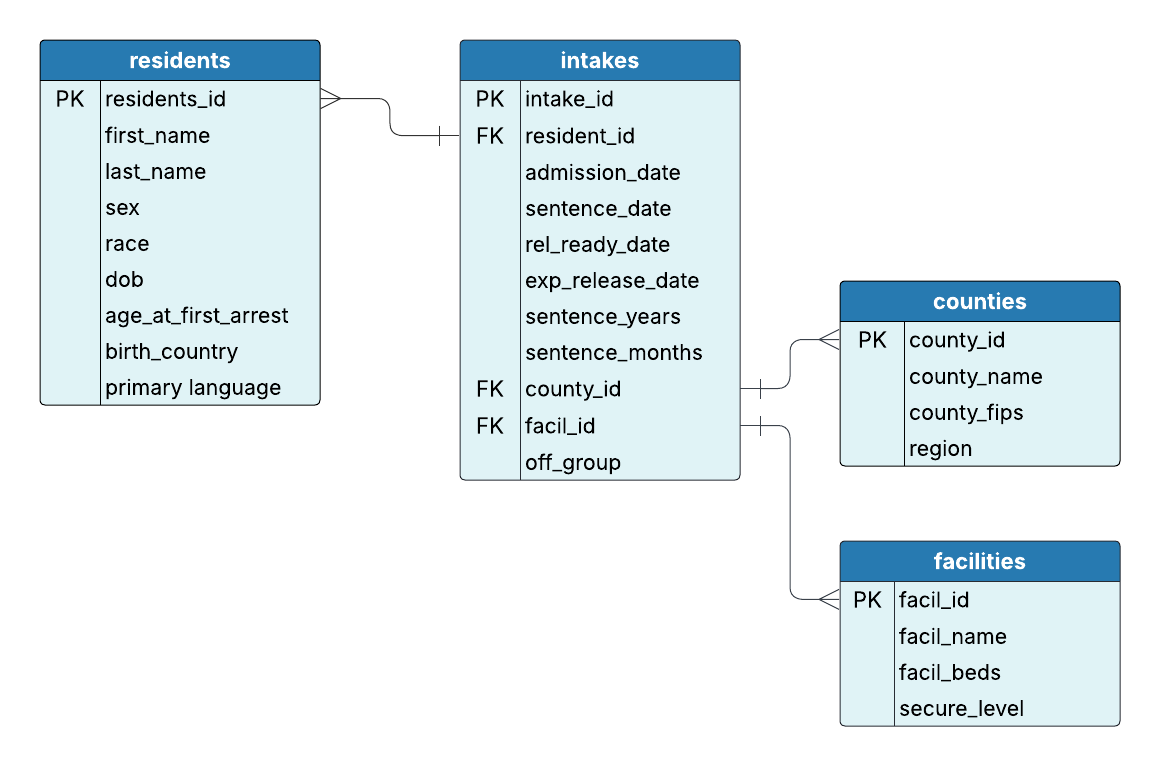 residents
PK residents_id
first_name
last_name
sex
race
dob
age_at_first_arrest
birth_country
primary language
intakes
PK intake_id
FK resident_id
admission_date
sentence_date
rel_ready_date
exp_release_date
sentence_years
sentence_months
FK county_id
FK facil_id
off_group
counties
PK county_id
county_name
county_fips
region
facilities
PK facil_id
facil_name
facil_beds
secure_level